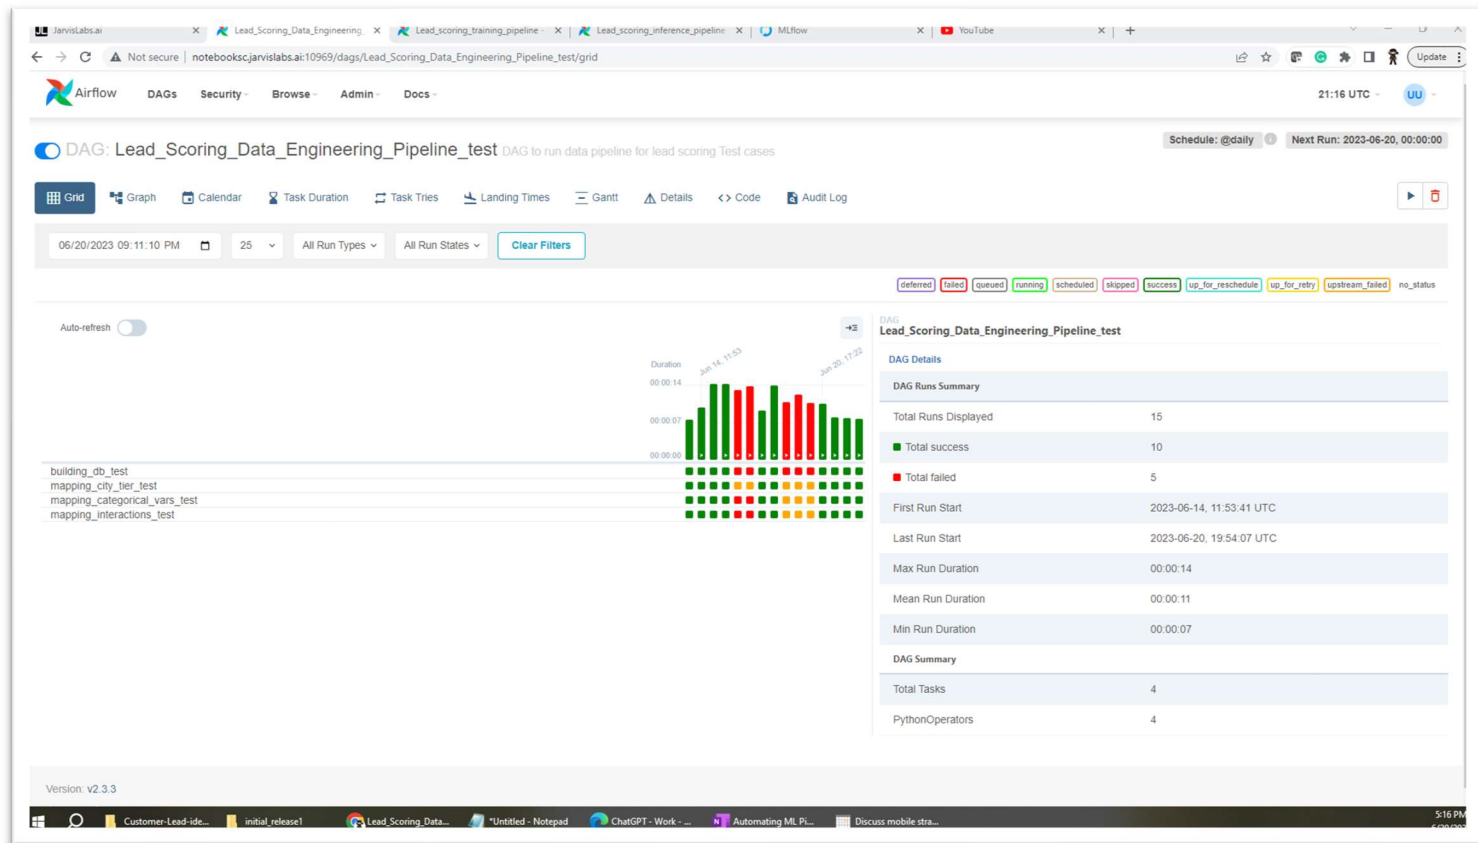 JL JarvisLabs.ai × Lead_Scoring_Data_Engineering_ × Lead_scoring_training_pipeline - × Lead_scoring_inference_pipeline × MLflow × YouTube × +
Not secure | notebooksc.jarvislabs.ai:10969/dags/Lead_Scoring_Data_Engineering_Pipeline_test/grid Update
Airflow DAGs Security Browse Admin Docs 21:16 UTC UU
DAG: Lead_Scoring_Data_Engineering_Pipeline_test DAG to run data pipeline for lead scoring Test cases Schedule: @daily Next Run: 2023-06-20, 00:00:00
Grid Graph Calendar Task Duration Task Tries Landing Times Gantt Details <> Code Audit Log
06/20/2023 09:11:10 PM 25 All Run Types All Run States Clear Filters
deferred failed queued running scheduled skipped success up_for_reschedule up_for_retry upstream_failed no_status
Auto-refresh
Duration Jun 14, 11:53 Jun 20, 17:22
00:00:14
00:00:07
00:00:00
building_db_test
mapping_city_tier_test
mapping_categorical_vars_test
mapping_interactions_test
DAG
Lead_Scoring_Data_Engineering_Pipeline_test
DAG Details
DAG Runs Summary
Total Runs Displayed 15
Total success 10
Total failed 5
First Run Start 2023-06-14, 11:53:41 UTC
Last Run Start 2023-06-20, 19:54:07 UTC
Max Run Duration 00:00:14
Mean Run Duration 00:00:11
Min Run Duration 00:00:07
DAG Summary
Total Tasks 4
PythonOperators 4
Version: v2.3.3
Customer-Lead-ide... initial_release1 Lead_Scoring_Data... *Untitled - Notepad ChatGPT - Work - ... Automating ML Pi... Discuss mobile stra... 5:16 PM